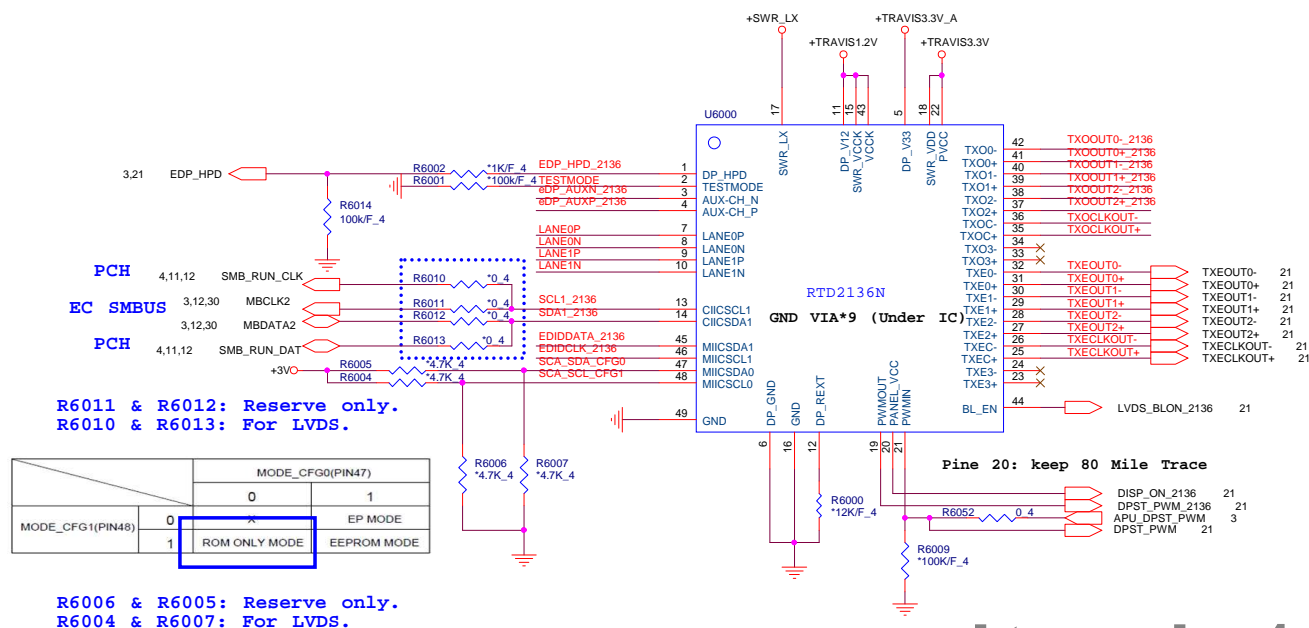 +SWR_LX
+TRAVIS3.3V_A
+TRAVIS1.2V
+TRAVIS3.3V
17
11
15
43
5
18
22
U6000
SWR_LX
DP_V12
SWR_VCCK
VCCK
DP_V33
SWR_VDD
PVCC
3,21 EDP_HPD
R6002 *1K/F_4 EDP_HPD_2136 1 DP_HPD
R6001 *100k/F_4 TESTMODE 2 TESTMODE
eDP_AUXN_2136 3 AUX-CH_N
eDP_AUXP_2136 4 AUX-CH_P
R6014
100k/F_4
LANE0P 7 LANE0P
LANE0N 8 LANE0N
LANE1P 9 LANE1P
LANE1N 10 LANE1N
PCH
4,11,12 SMB_RUN_CLK R6010 *0_4
EC SMBUS
3,12,30 MBCLK2 R6011 *0_4 SCL1_2136 13 CIICSCL1
3,12,30 MBDATA2 R6012 *0_4 SDA1_2136 14 CIICSDA1
PCH
4,11,12 SMB_RUN_DAT R6013 *0_4
EDIDDATA_2136 45 MIICSDA1
EDIDCLK_2136 46 MIICSCL1
+3V R6005 *4.7K_4 SCA_SDA_CFG0 47 MIICSDA0
R6004 *4.7K_4 SCA_SCL_CFG1 48 MIICSCL0
49 GND
RTD2136N
GND VIA*9 (Under IC)
TXO0- 42 TXOOUT0-_2136
TXO0+ 41 TXOOUT0+_2136
TXO1- 40 TXOOUT1-_2136
TXO1+ 39 TXOOUT1+_2136
TXO2- 38 TXOOUT2-_2136
TXO2+ 37 TXOOUT2+_2136
TXOC- 36 TXOCLKOUT-
TXOC+ 35 TXOCLKOUT+
TXO3- 34
TXO3+ 33
TXE0- 32 TXEOUT0- TXEOUT0- 21
TXE0+ 31 TXEOUT0+ TXEOUT0+ 21
TXE1- 30 TXEOUT1- TXEOUT1- 21
TXE1+ 29 TXEOUT1+ TXEOUT1+ 21
TXE2- 28 TXEOUT2- TXEOUT2- 21
TXE2+ 27 TXEOUT2+ TXEOUT2+ 21
TXEC- 26 TXECLKOUT- TXECLKOUT- 21
TXEC+ 25 TXECLKOUT+ TXECLKOUT+ 21
TXE3- 24
TXE3+ 23
BL_EN 44 LVDS_BLON_2136 21
DP_GND
GND
DP_REXT
PWMOUT
PANEL_VCC
PWMIN
6
16
12
19
20
21
R6011 & R6012: Reserve only.
R6010 & R6013: For LVDS.
R6006
*4.7K_4
R6007
*4.7K_4
R6000
*12K/F_4
R6009
*100K/F_4
Pine 20: keep 80 Mile Trace
DISP_ON_2136 21
DPST_PWM_2136 21
R6052 0_4 APU_DPST_PWM 3
DPST_PWM 21
MODE_CFG0(PIN47)
0 1
MODE_CFG1(PIN48) 0 X EP MODE
1 ROM ONLY MODE EEPROM MODE
R6006 & R6005: Reserve only.
R6004 & R6007: For LVDS.